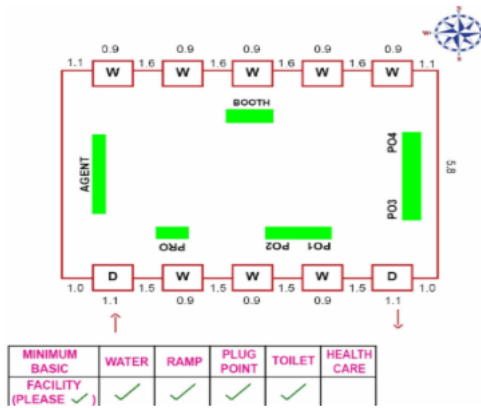 0.9 0.9 0.9 0.9 0.9
1.1 W 1.6 W 1.6 W 1.6 W 1.6 W 1.1
BOOTH
AGENT
PO4
5.8
PO3
PRO
PO2 PO1
1.0 D 1.5 W 1.5 W 1.5 W 1.5 D 1.0
1.1 0.9 0.9 0.9 1.1
MINIMUM BASIC FACILITY (PLEASE ✓) WATER RAMP PLUG POINT TOILET HEALTH CARE
✓ ✓ ✓ ✓